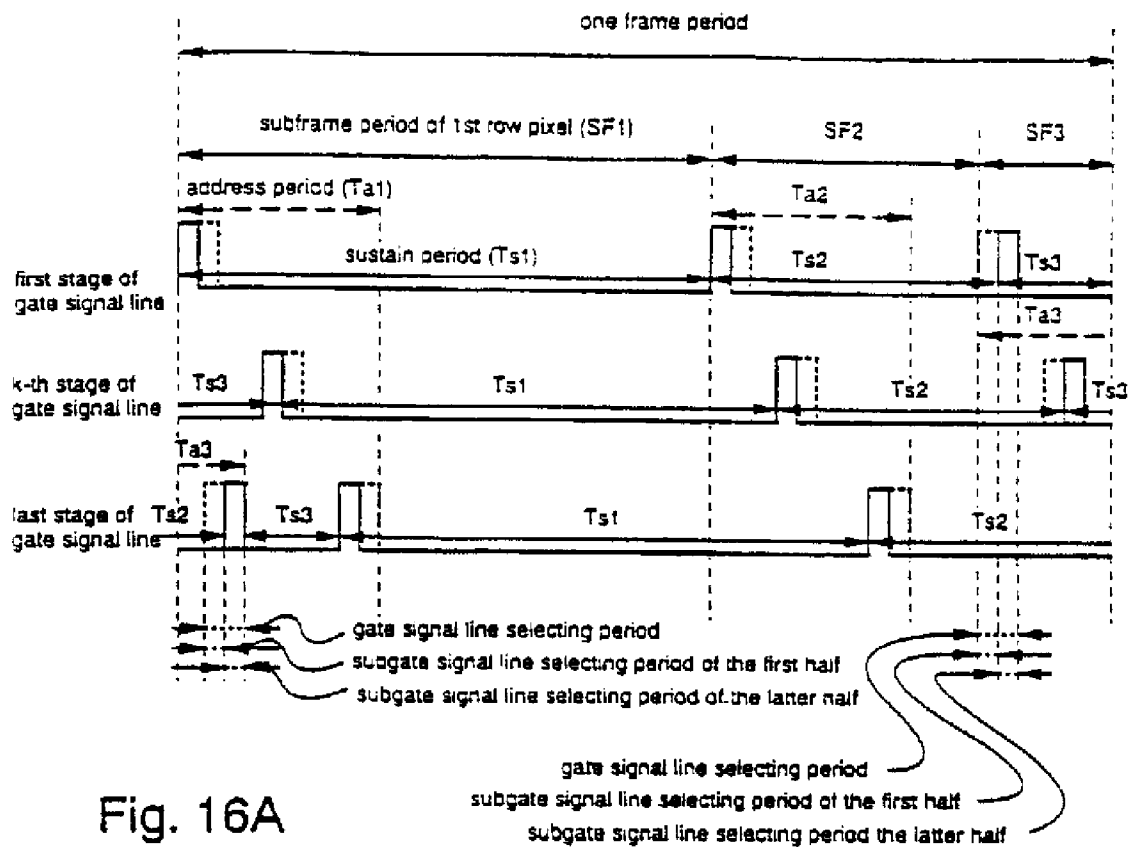 one frame period
subframe period of 1st row pixel (SF1)
SF2
SF3
address period (Ta1)
Ta2
sustain period (Ts1)
Ts2
Ts3
first stage of
gate signal line
Ta3
k-th stage of
gate signal line
Ts3
Ts1
Ts2
Ts3
Ta3
last stage of
gate signal line
Ts2
Ts3
Ts1
Ts2
gate signal line selecting period
subgate signal line selecting period of the first half
subgate signal line selecting period of the latter half
gate signal line selecting period
subgate signal line selecting period of the first half
subgate signal line selecting period the latter half
Fig. 16A